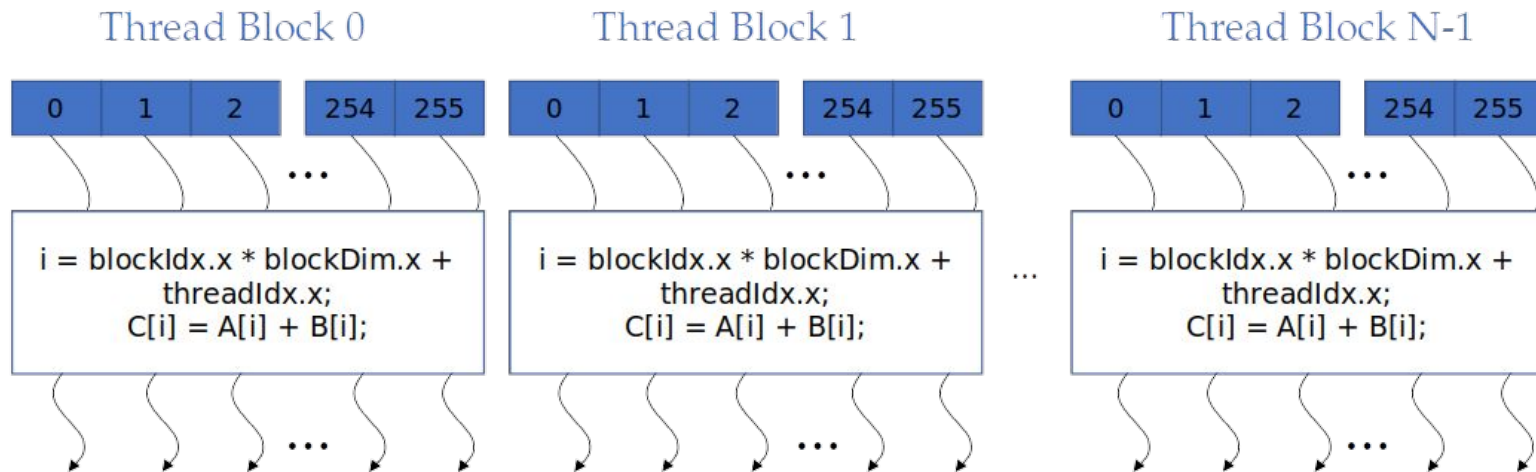 Thread Block 0
0 1 2 254 255
...
i = blockIdx.x * blockDim.x +
threadIdx.x;
C[i] = A[i] + B[i];
...
Thread Block 1
0 1 2 254 255
...
i = blockIdx.x * blockDim.x +
threadIdx.x;
C[i] = A[i] + B[i];
...
...
Thread Block N-1
0 1 2 254 255
...
i = blockIdx.x * blockDim.x +
threadIdx.x;
C[i] = A[i] + B[i];
...